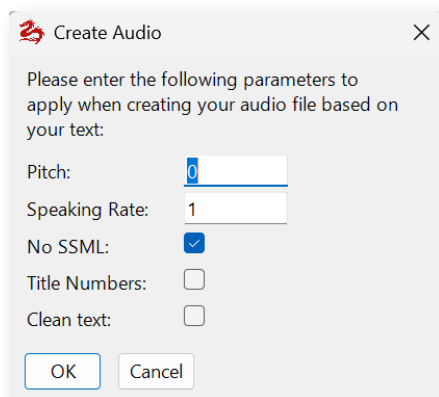 Create Audio
Please enter the following parameters to
apply when creating your audio file based on
your text:
Pitch: 0
Speaking Rate: 1
No SSML:
Title Numbers:
Clean text:
OK Cancel